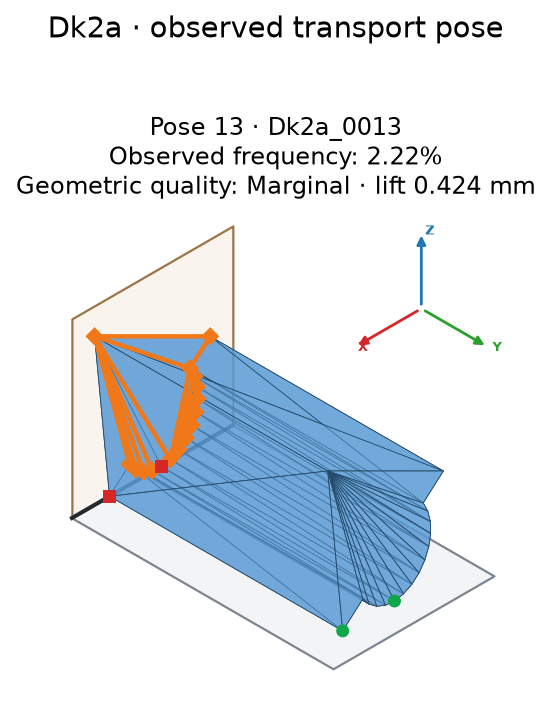 Dk2a · observed transport pose
Pose 13 · Dk2a_0013
Observed frequency: 2.22%
Geometric quality: Marginal · lift 0.424 mm
Z
X
Y